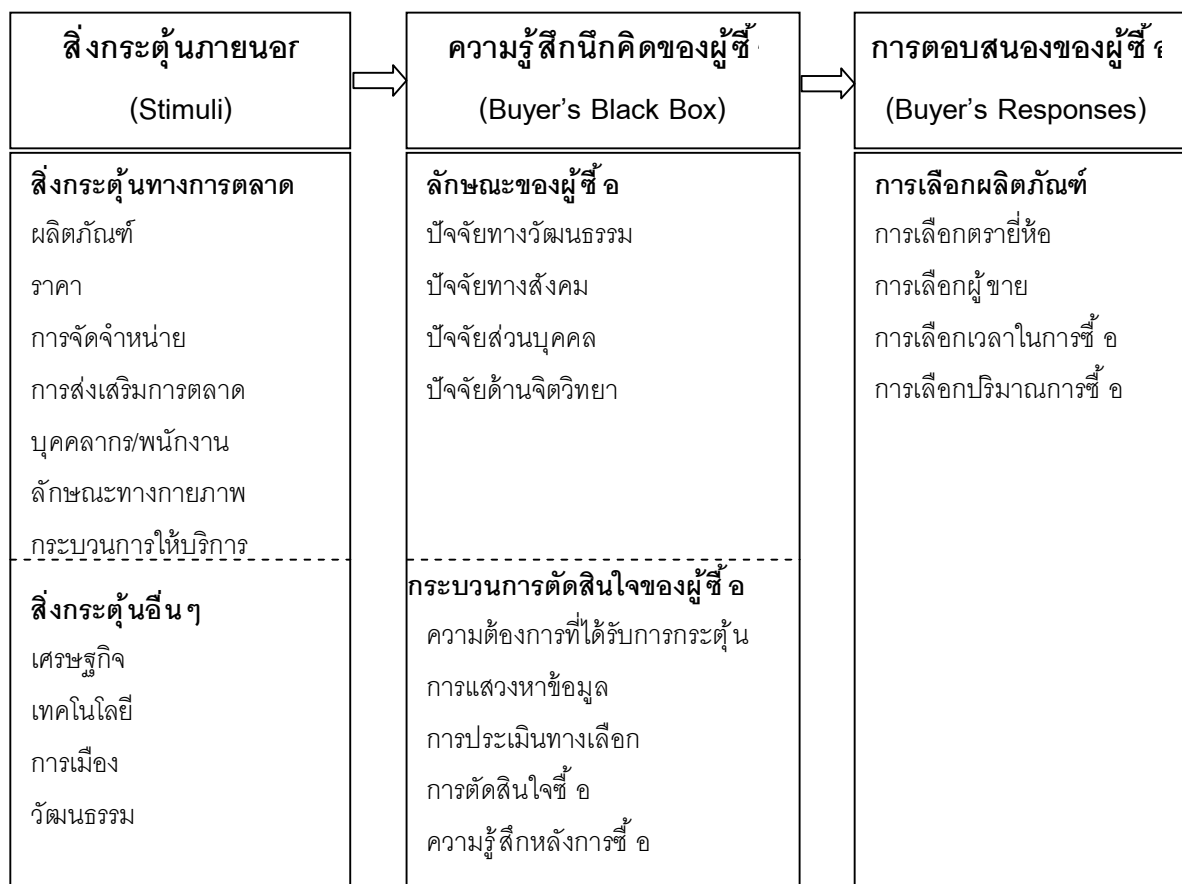 สิ่งกระตุ้นภายนอก
(Stimuli)
ความรู้สึกนึกคิดของผู้ซื้
(Buyer's Black Box)
การตอบสนองของผู้ซื้อ
(Buyer's Responses)
สิ่งกระตุ้นทางการตลาด
ผลิตภัณฑ์
ราคา
การจัดจำหน่าย
การส่งเสริมการตลาด
บุคคลากร/พนักงาน
ลักษณะทางกายภาพ
กระบวนการให้บริการ
สิ่งกระตุ้นอื่นๆ
เศรษฐกิจ
เทคโนโลยี
การเมือง
วัฒนธรรม
ลักษณะของผู้ซื้อ
ปัจจัยทางวัฒนธรรม
ปัจจัยทางสังคม
ปัจจัยส่วนบุคคล
ปัจจัยด้านจิตวิทยา
กระบวนการตัดสินใจของผู้ซื้อ
ความต้องการที่ได้รับการกระตุ้น
การแสวงหาข้อมูล
การประเมินทางเลือก
การตัดสินใจซื้อ
ความรู้สึกหลังการซื้อ
การเลือกผลิตภัณฑ์
การเลือกตรายี่ห้อ
การเลือกผู้ขาย
การเลือกเวลาในการซื้อ
การเลือกปริมาณการซื้อ